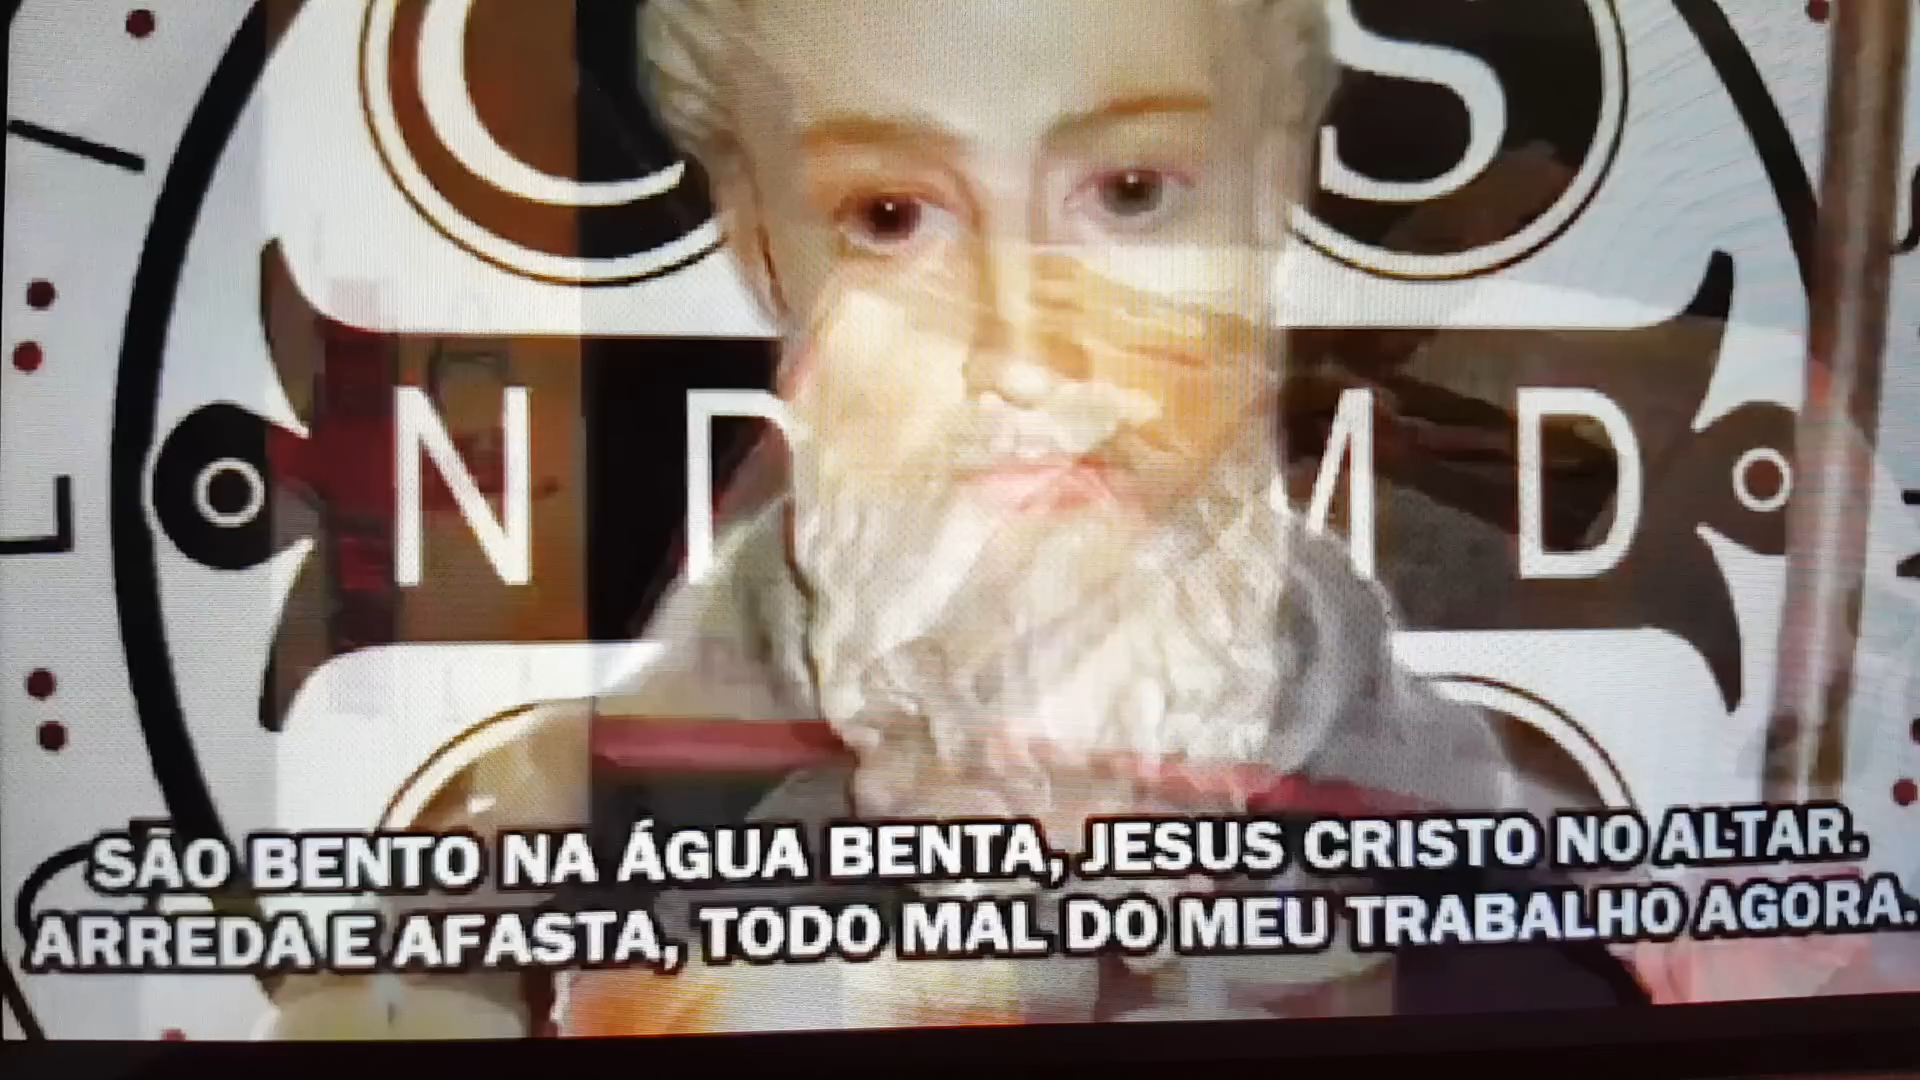 C S
N D M D
SÃO BENTO NA ÁGUA BENTA, JESUS CRISTO NO ALTAR.
ARREDA E AFASTA, TODO MAL DO MEU TRABALHO AGORA.